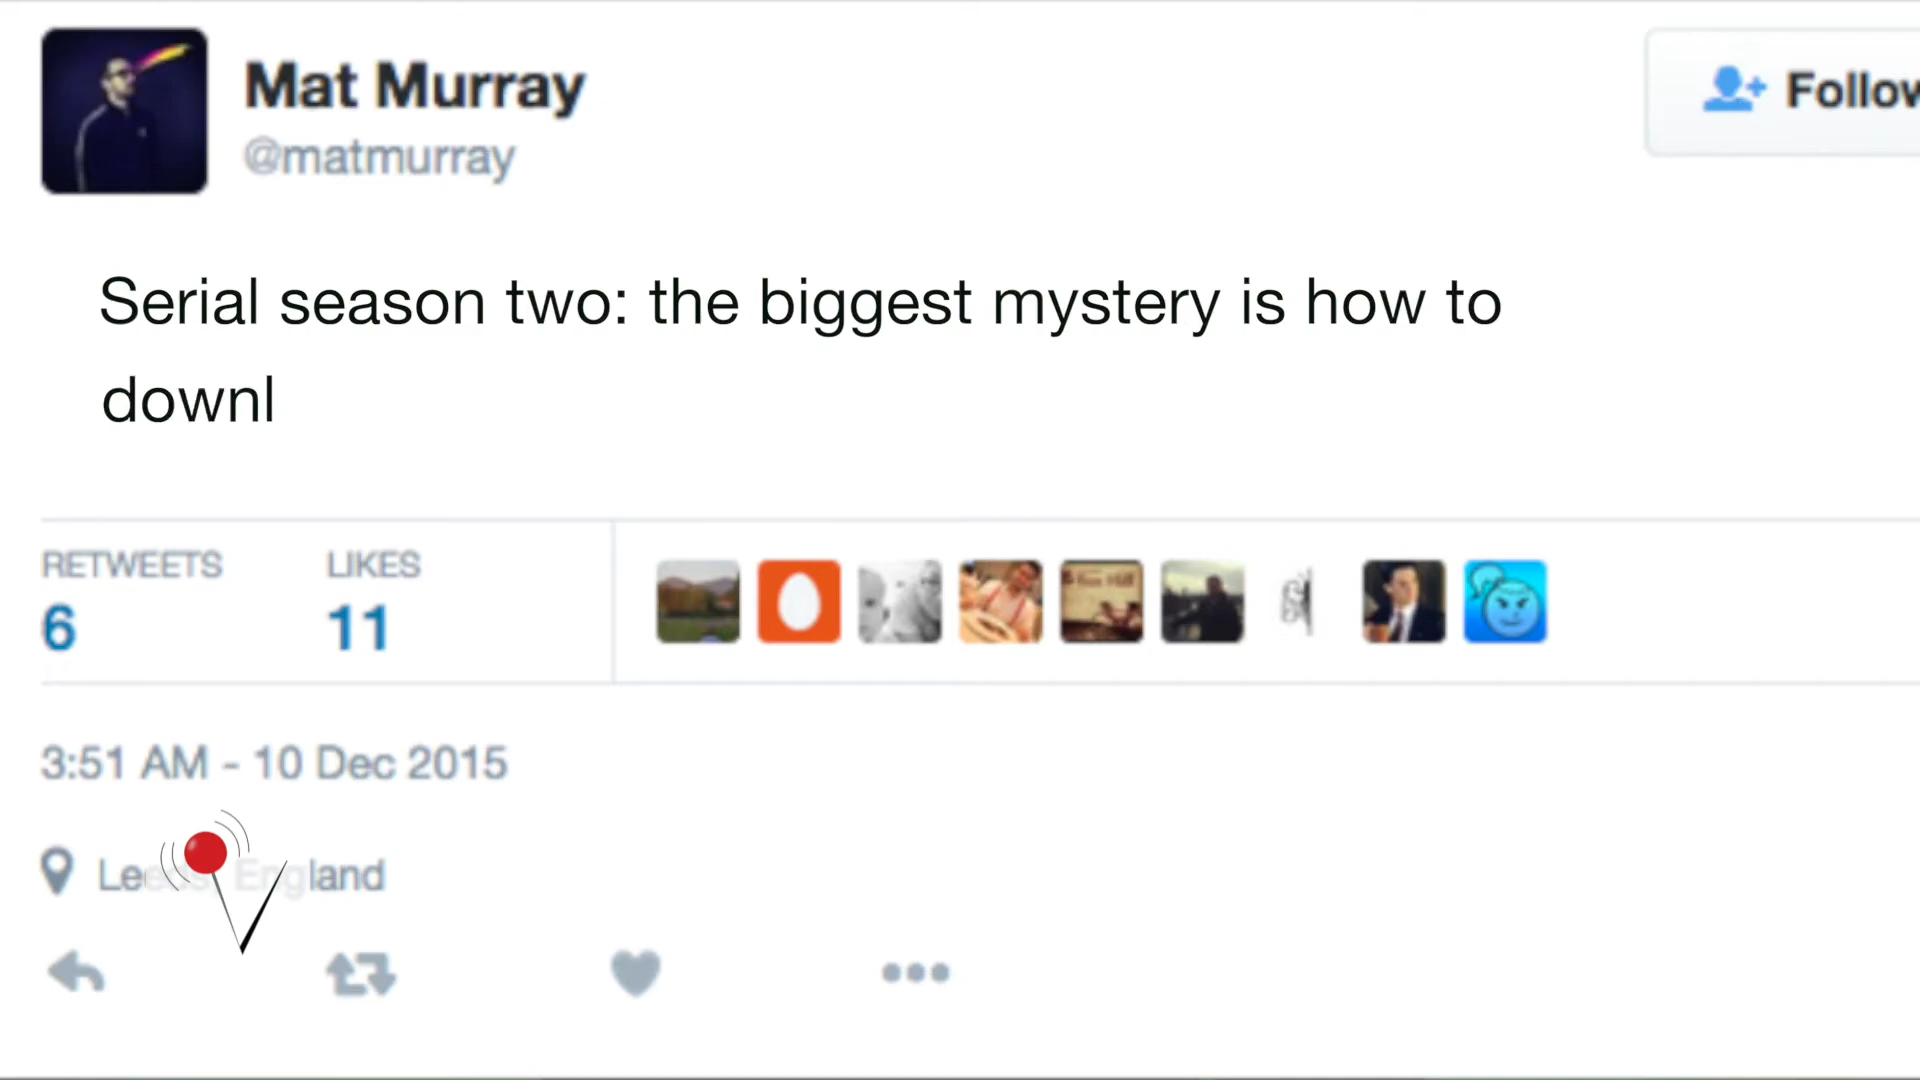 Mat Murray
@matmurray
Follow
Serial season two: the biggest mystery is how to
downl
RETWEETS
6
LIKES
11
3:51 AM - 10 Dec 2015
Leeds, England